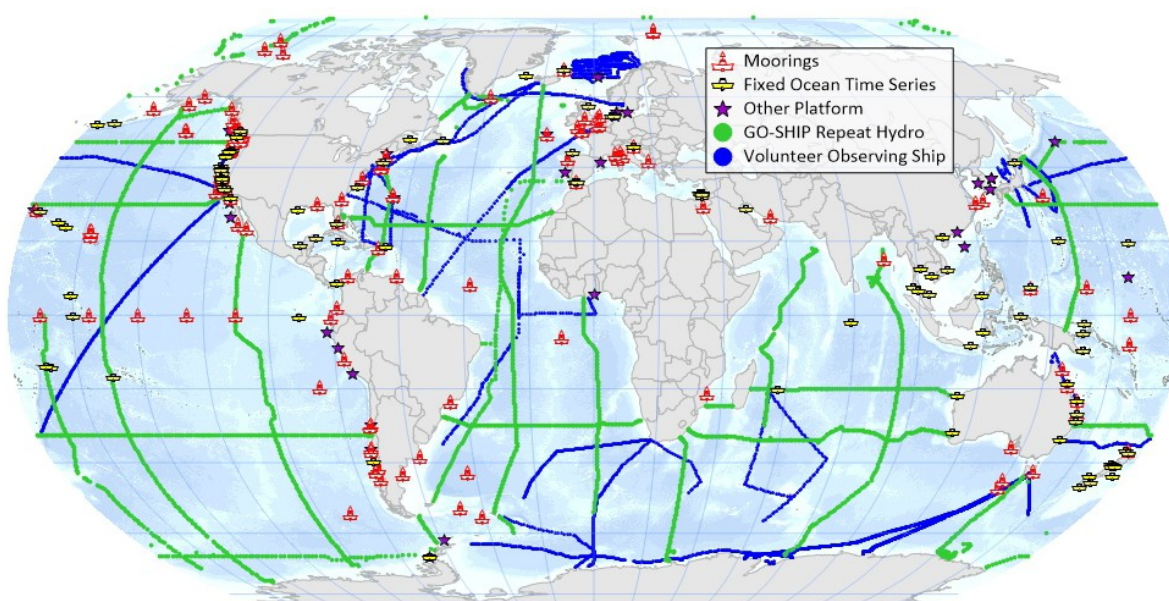 Moorings
Fixed Ocean Time Series
Other Platform
GO-SHIP Repeat Hydro
Volunteer Observing Ship